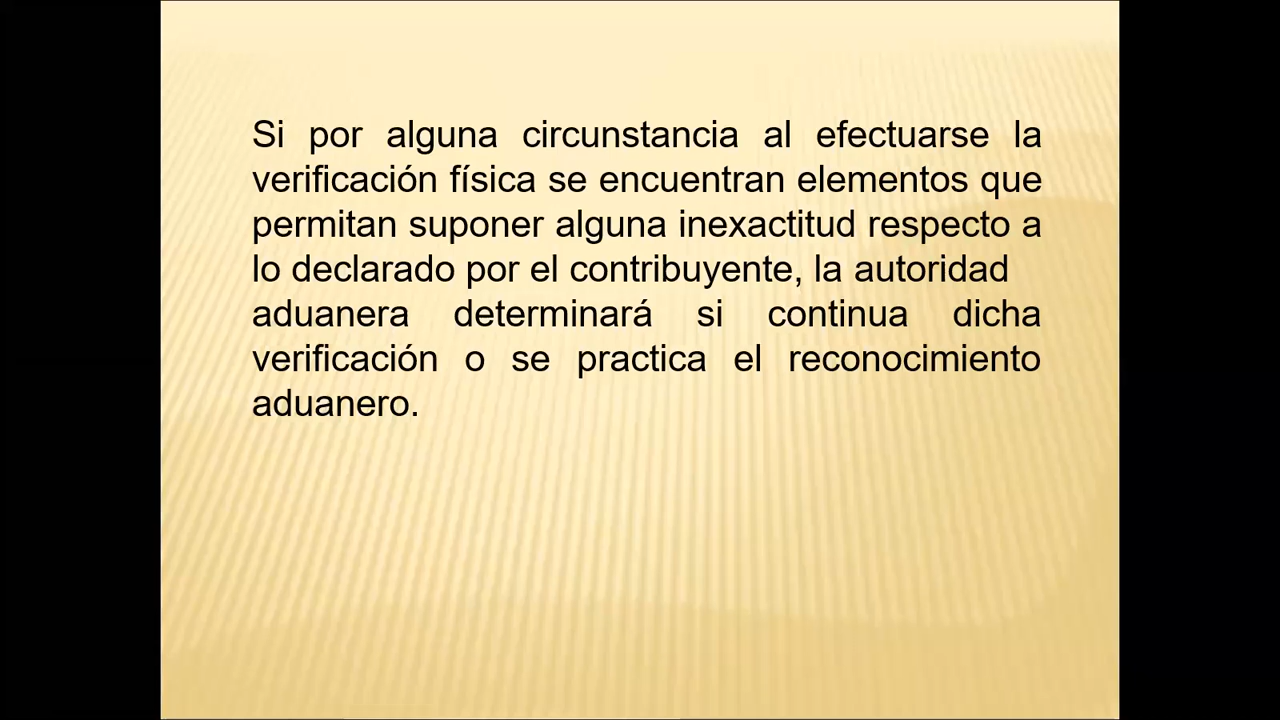 Si por alguna circunstancia al efectuarse la
verificación física se encuentran elementos que
permitan suponer alguna inexactitud respecto a
lo declarado por el contribuyente, la autoridad
aduanera determinará si continua dicha
verificación o se practica el reconocimiento
aduanero.